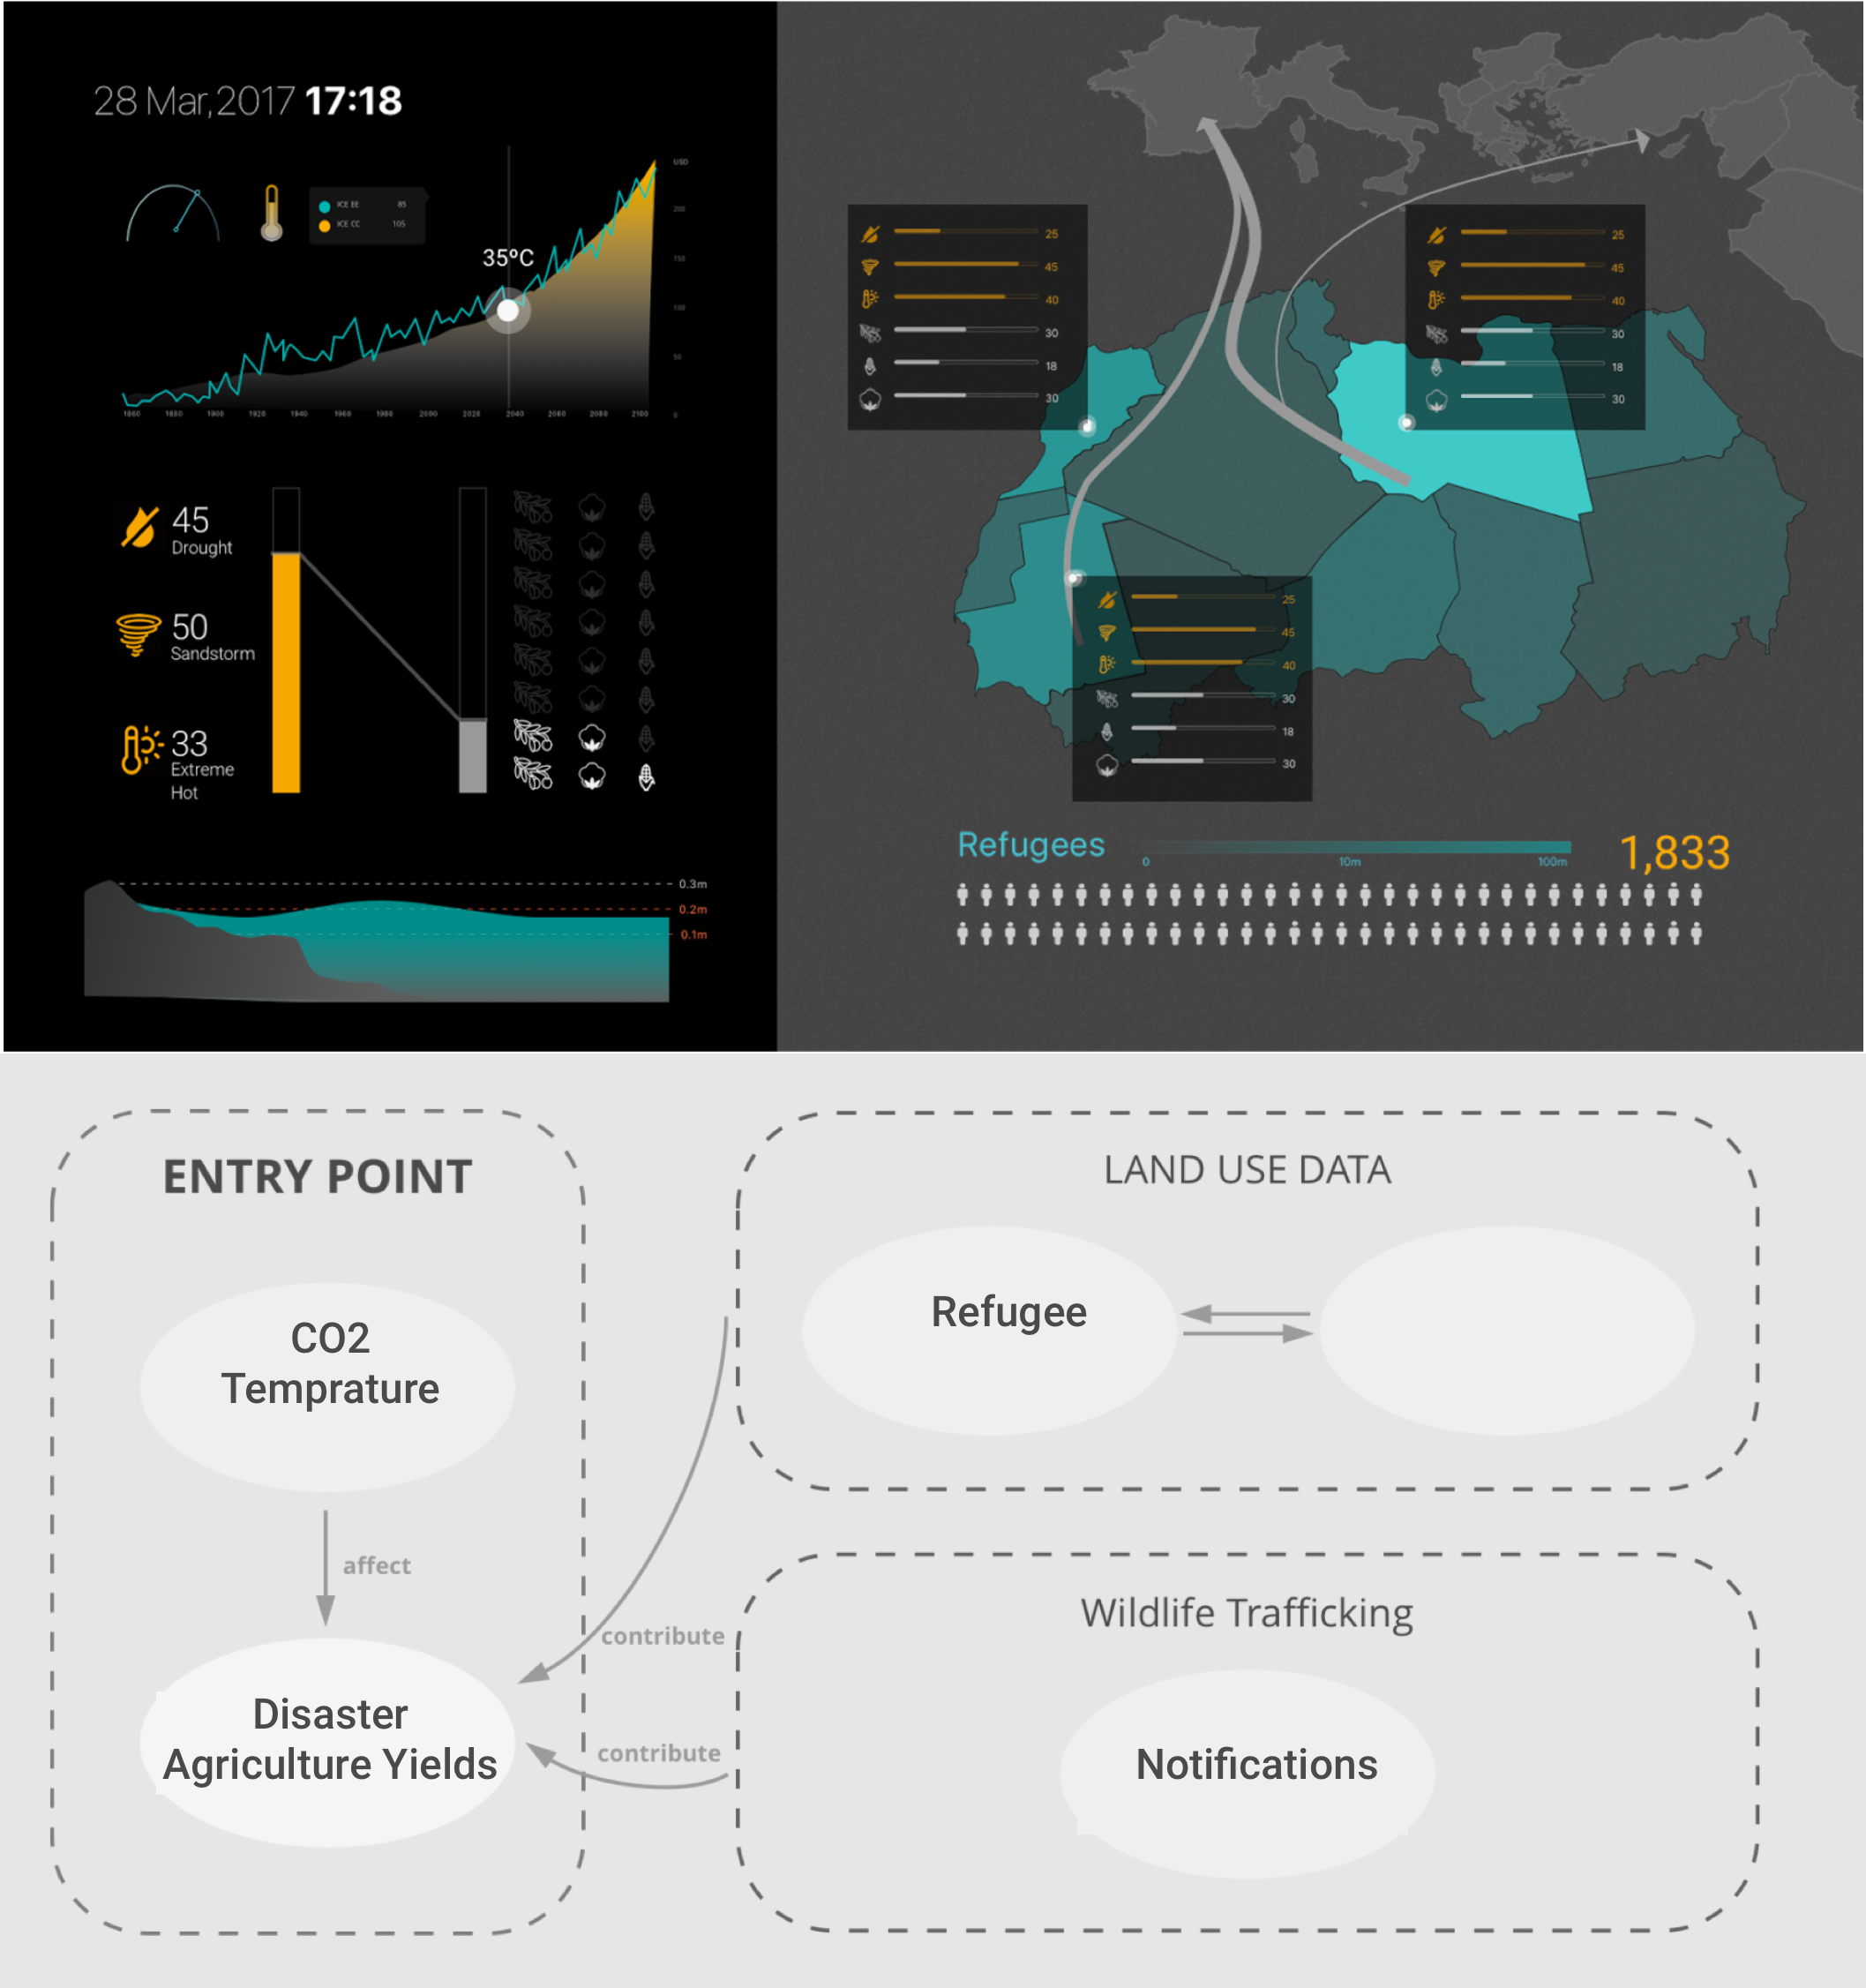 28 Mar,2017 17:18
ICE EE 85
ICE CC 105
35°C
USD
200
150
100
50
0
1860 1880 1900 1920 1940 1960 1980 2000 2020 2040 2060 2080 2100
45
Drought
50
Sandstorm
33
Extreme
Hot
0.3m
0.2m
0.1m
25
45
40
30
18
30
25
45
40
30
18
30
25
45
40
30
18
30
Refugees
0 10m 100m
1,833
ENTRY POINT
CO2
Temprature
affect
Disaster
Agriculture Yields
contribute
contribute
LAND USE DATA
Refugee
Wildlife Trafficking
Notifications